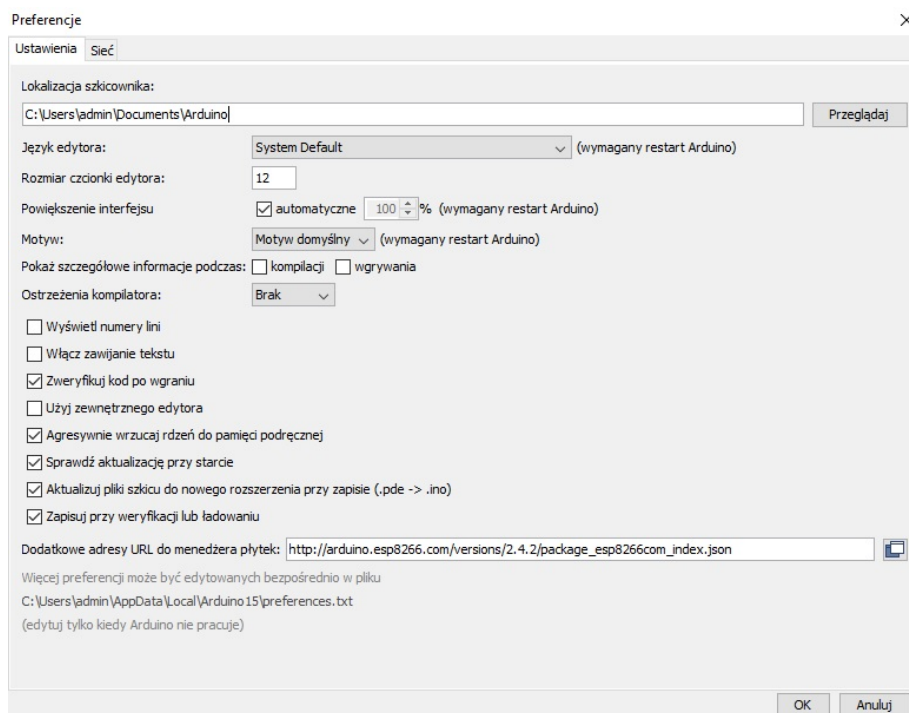 Preferencje
Ustawienia Sieć
Lokalizacja szkicownika:
C:\Users\admin\Documents\Arduino Przeglądaj
Język edytora: System Default (wymagany restart Arduino)
Rozmiar czcionki edytora: 12
Powiększenie interfejsu automatyczne 100 % (wymagany restart Arduino)
Motyw: Motyw domyślny (wymagany restart Arduino)
Pokaż szczegółowe informacje podczas: kompilacji wgrywania
Ostrzeżenia kompilatora: Brak
Wyświetl numery lini
Włącz zawijanie tekstu
Zweryfikuj kod po wgraniu
Użyj zewnętrznego edytora
Agresywnie wrzucaj rdzeń do pamięci podręcznej
Sprawdź aktualizację przy starcie
Aktualizuj pliki szkicu do nowego rozszerzenia przy zapisie (.pde -> .ino)
Zapisuj przy weryfikacji lub ładowaniu
Dodatkowe adresy URL do menedżera płytek: http://arduino.esp8266.com/versions/2.4.2/package_esp8266com_index.json
Więcej preferencji może być edytowanych bezpośrednio w pliku
C:\Users\admin\AppData\Local\Arduino15\preferences.txt
(edytuj tylko kiedy Arduino nie pracuje)
OK Anuluj